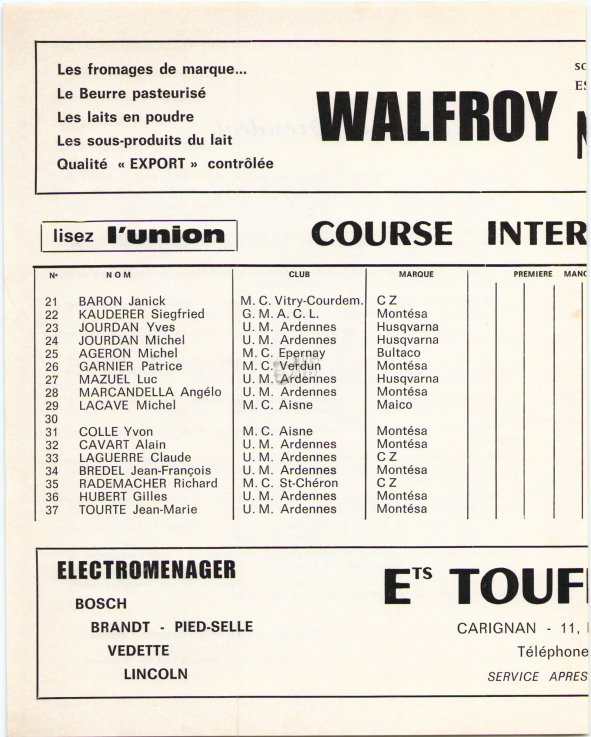 Les fromages de marque...
Le Beurre pasteurisé
Les laits en poudre
Les sous-produits du lait
Qualité « EXPORT » contrôlée
WALFROY
lisez l'union
COURSE INTER
N° NOM CLUB MARQUE PREMIERE MANC
21 BARON Janick M. C. Vitry-Courdem. C Z
22 KAUDERER Siegfried G. M. A. C. L. Montésa
23 JOURDAN Yves U. M. Ardennes Husqvarna
24 JOURDAN Michel U. M. Ardennes Husqvarna
25 AGERON Michel M. C. Epernay Bultaco
26 GARNIER Patrice M. C. Verdun Montésa
27 MAZUEL Luc U. M. Ardennes Husqvarna
28 MARCANDELLA Angélo U. M. Ardennes Montésa
29 LACAVE Michel M. C. Aisne Maico
30
31 COLLE Yvon M. C. Aisne Montésa
32 CAVART Alain U. M. Ardennes Montésa
33 LAGUERRE Claude U. M. Ardennes C Z
34 BREDEL Jean-François U. M. Ardennes Montésa
35 RADEMACHER Richard M. C. St-Chéron C Z
36 HUBERT Gilles U. M. Ardennes Montésa
37 TOURTE Jean-Marie U. M. Ardennes Montésa
ELECTROMENAGER
BOSCH
BRANDT - PIED-SELLE
VEDETTE
LINCOLN
ETS TOUF
CARIGNAN - 11,
Téléphone
SERVICE APRES